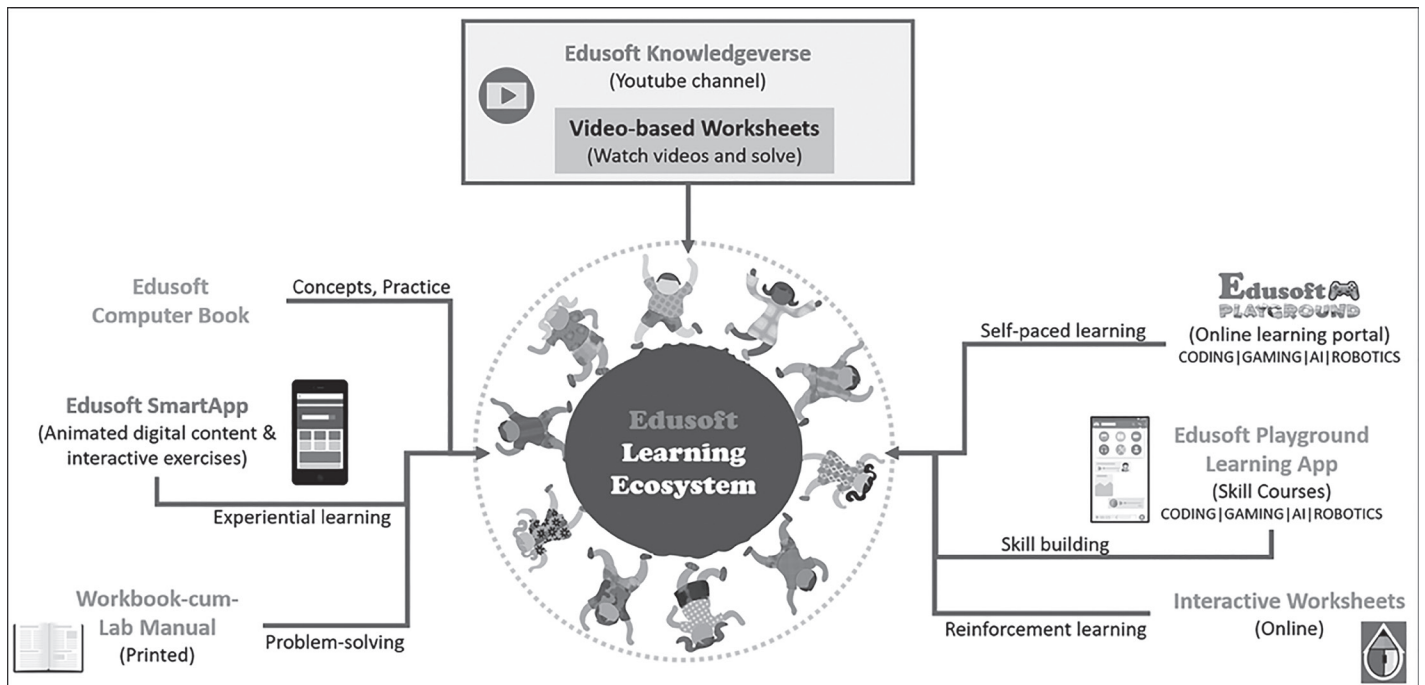 Edusoft Knowledgeverse
(Youtube channel)
Video-based Worksheets
(Watch videos and solve)
Edusoft
Computer Book
Concepts, Practice
Edusoft SmartApp
(Animated digital content &
interactive exercises)
Experiential learning
Workbook-cum-
Lab Manual
(Printed)
Problem-solving
Edusoft
Learning
Ecosystem
Self-paced learning
Edusoft
PLAYGROUND
(Online learning portal)
CODING|GAMING|AI|ROBOTICS
Edusoft Playground
Learning App
(Skill Courses)
CODING|GAMING|AI|ROBOTICS
Skill building
Interactive Worksheets
(Online)
Reinforcement learning